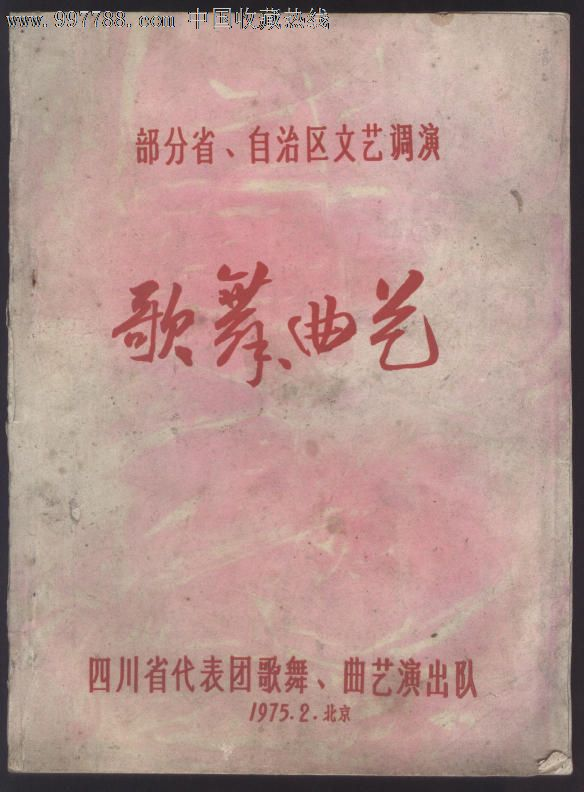 www.997788.com 中国收藏热线
部分省、自治区文艺调演
歌舞、曲艺
四川省代表团歌舞、曲艺演出队
1975.2.北京